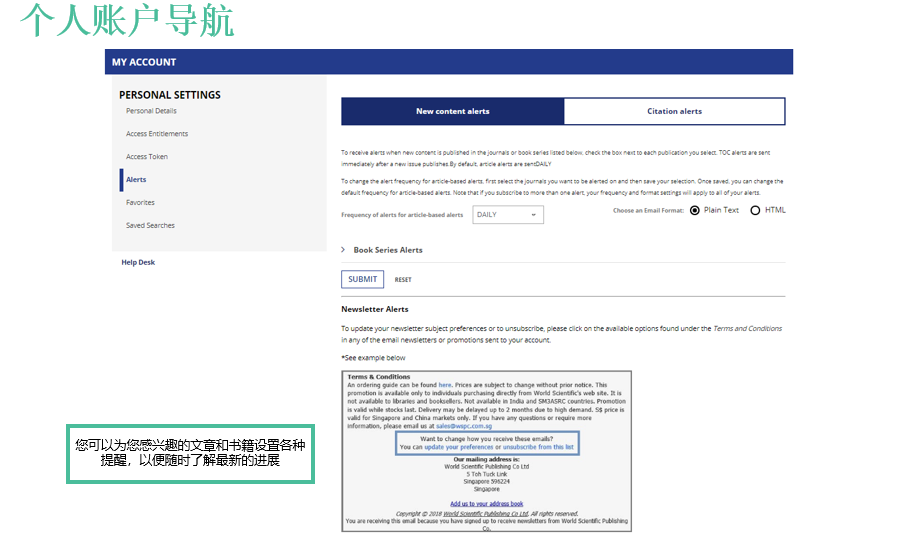 个人账户导航
MY ACCOUNT
PERSONAL SETTINGS
Personal Details
Access Entitlements
Access Token
Alerts
Favorites
Saved Searches
Help Desk
New content alerts
Citation alerts
To receive alerts when new content is published in the journals or book series listed below, check the box next to each publication you select. TOC alerts are sent
immediately after a new issue publishes.By default, article alerts are sentDAILY
To change the alert frequency for article-based alerts, first select the journals you want to be alerted on and then save your selection. Once saved, you can change the
default frequency for article-based alerts. Note that if you subscribe to more than one alert, your frequency and format settings will apply to all of your alerts.
Frequency of alerts for article-based alerts
DAILY
Choose an Email Format:
Plain Text
HTML
Book Series Alerts
SUBMIT
RESET
Newsletter Alerts
To update your newsletter subject preferences or to unsubscribe, please click on the available options found under the Terms and Conditions
in any of the email newsletters or promotions sent to your account.
*See example below
Terms & Conditions
An ordering guide can be found here. Prices are subject to change without prior notice. This
promotion is available only to individuals purchasing directly from World Scientific's web site. It is
not available to libraries and booksellers. Not available in India and SM3ASRC countries. Promotion
is valid while stocks last. Delivery may be delayed up to 2 months due to high demand. S$ price is
valid for Singapore and China markets only. If you have any questions or require more
information, please email us at sales@wspc.com.sg
Want to change how you receive these emails?
You can update your preferences or unsubscribe from this list
Our mailing address is:
World Scientific Publishing Co Ltd
5 Toh Tuck Link
Singapore 596224
Singapore
Add us to your address book
Copyright © 2018 World Scientific Publishing Co Ltd. All rights reserved.
You are receiving this email because you have signed up to receive newsletters from World Scientific Publishing
Co.
您可以为您感兴趣的文章和书籍设置各种
提醒，以便随时了解最新的进展